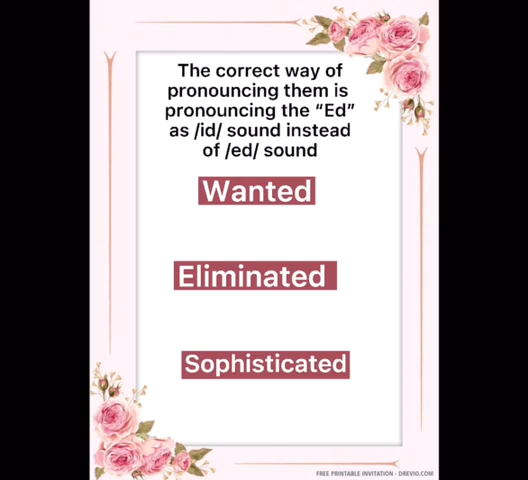 The correct way of
pronouncing them is
pronouncing the “Ed”
as /id/ sound instead
of /ed/ sound
Wanted
Eliminated
Sophisticated
FREE PRINTABLE INVITATION - DREVIO.COM